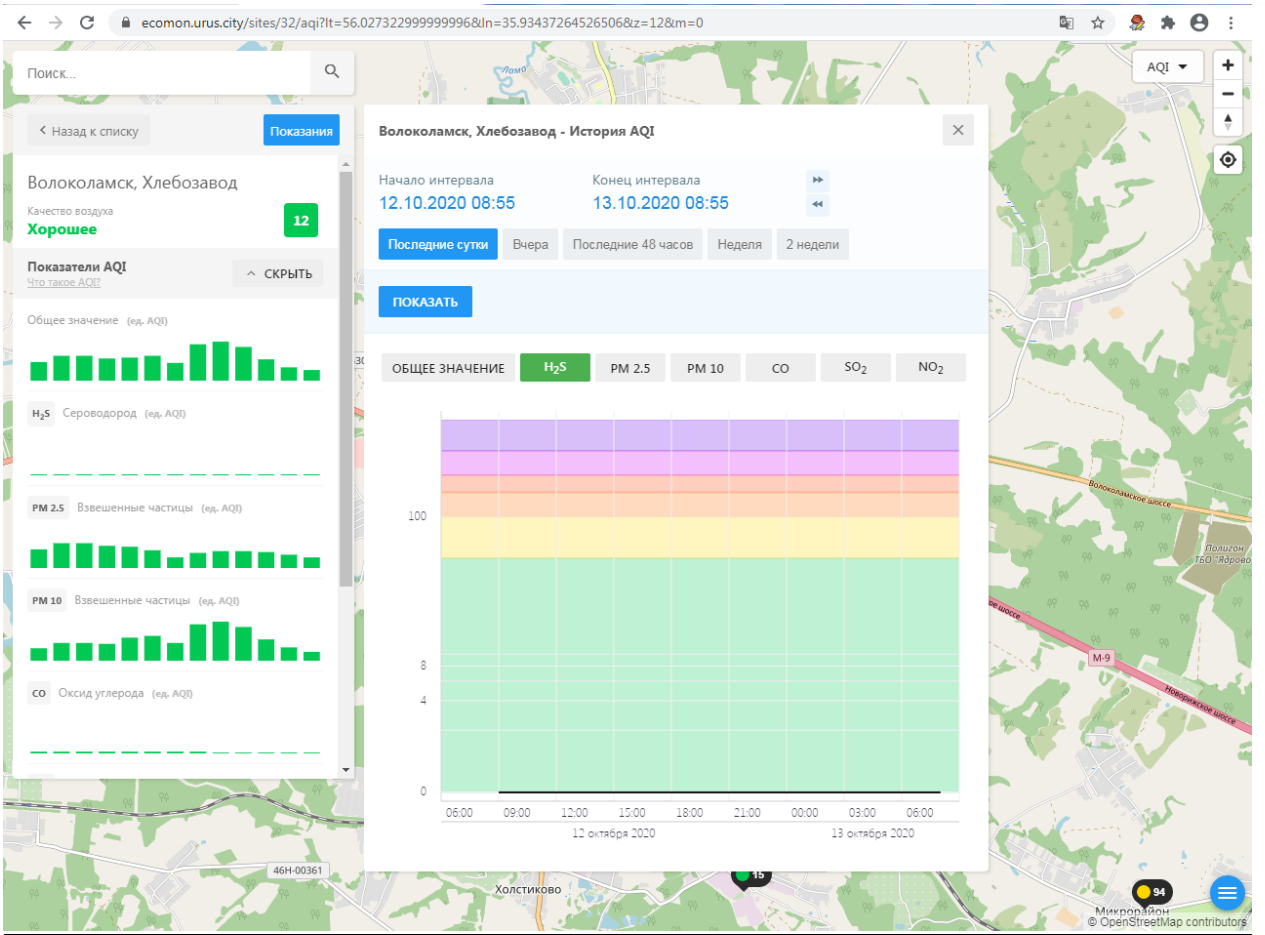 ecomon.urus.city/sites/32/aqi?lt=56.02732299999996&ln=35.93437264526506&z=12&m=0
Поиск...
AQI
Назад к списку
Показания
Волоколамск, Хлебозавод
Качество воздуха
Хорошее
12
Показатели AQI
Что такое AQI?
СКРЫТЬ
Общее значение (ед. AQI)
H₂S Сероводород (ед. AQI)
PM 2.5 Взвешенные частицы (ед. AQI)
PM 10 Взвешенные частицы (ед. AQI)
CO Оксид углерода (ед. AQI)
Волоколамск, Хлебозавод - История AQI
Начало интервала Конец интервала
12.10.2020 08:55 13.10.2020 08:55
Последние сутки Вчера Последние 48 часов Неделя 2 недели
ПОКАЗАТЬ
ОБЩЕЕ ЗНАЧЕНИЕ H₂S PM 2.5 PM 10 CO SO₂ NO₂
100
8
4
0
06:00 09:00 12:00 15:00 18:00 21:00 00:00 03:00 06:00
12 октября 2020 13 октября 2020
Лама
Волоколамское шоссе
Полигон
ТБО "Ядрово
M-9
Новорижское шоссе
46Н-00361
Холстиково
15
94
Микрорайон
© OpenStreetMap contributors